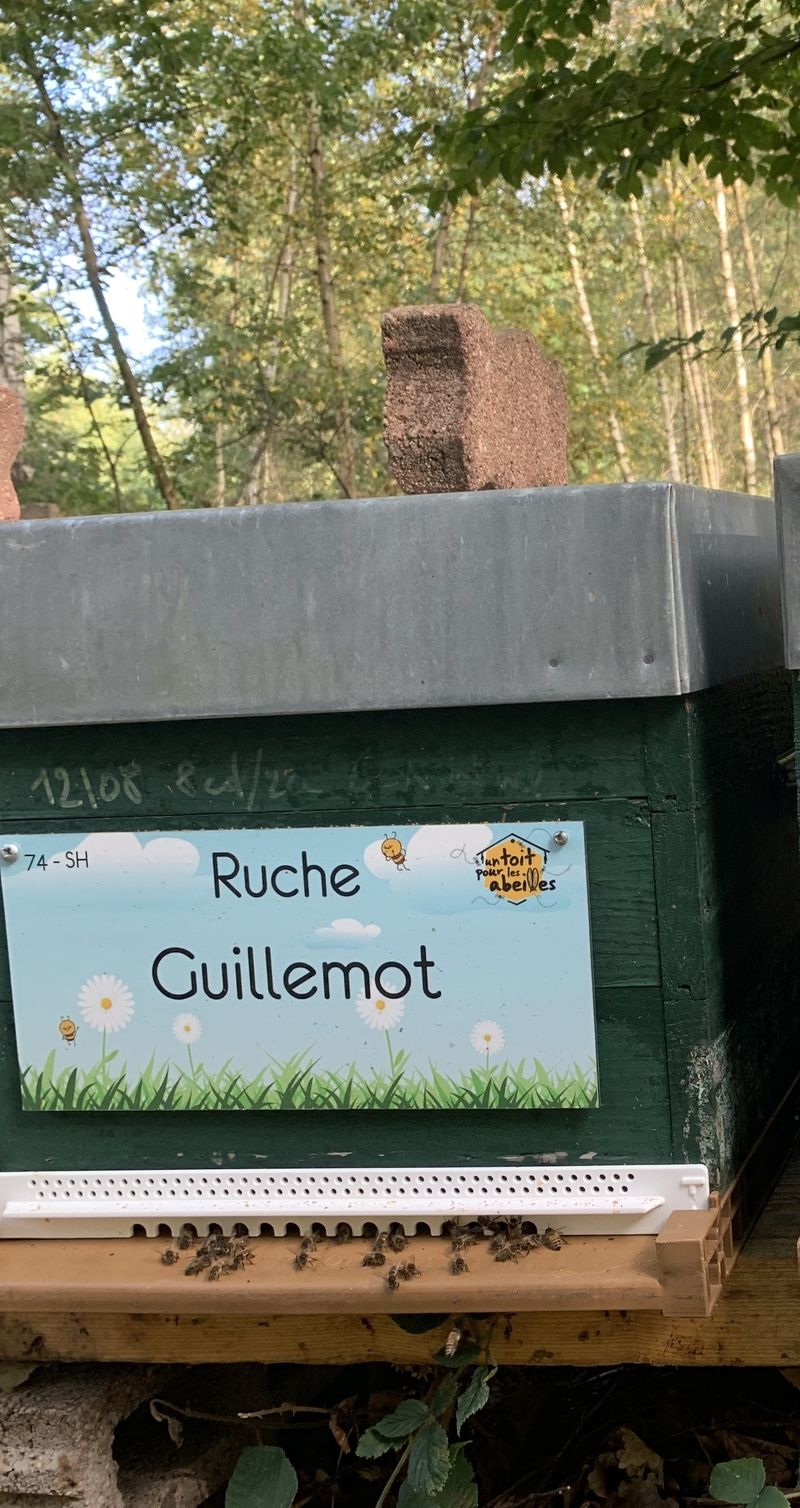 12/08
74-SH
Ruche
Guillemot
un toit
pour les
abeilles